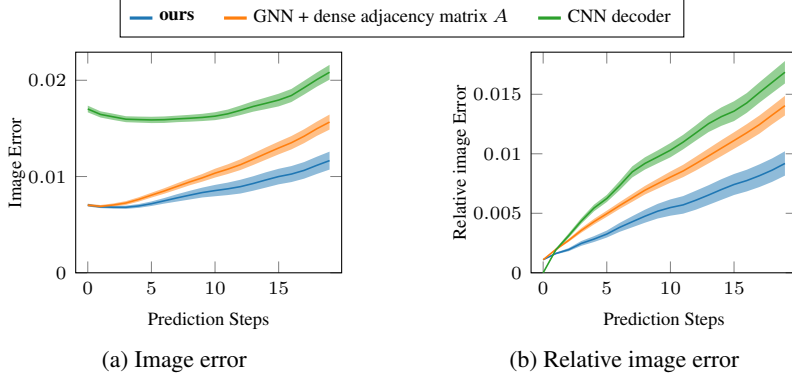 ours GNN + dense adjacency matrix A CNN decoder
0.02
0.01
0
Image Error
0 5 10 15
Prediction Steps
(a) Image error
0.015
0.01
0.005
0
Relative image Error
0 5 10 15
Prediction Steps
(b) Relative image error